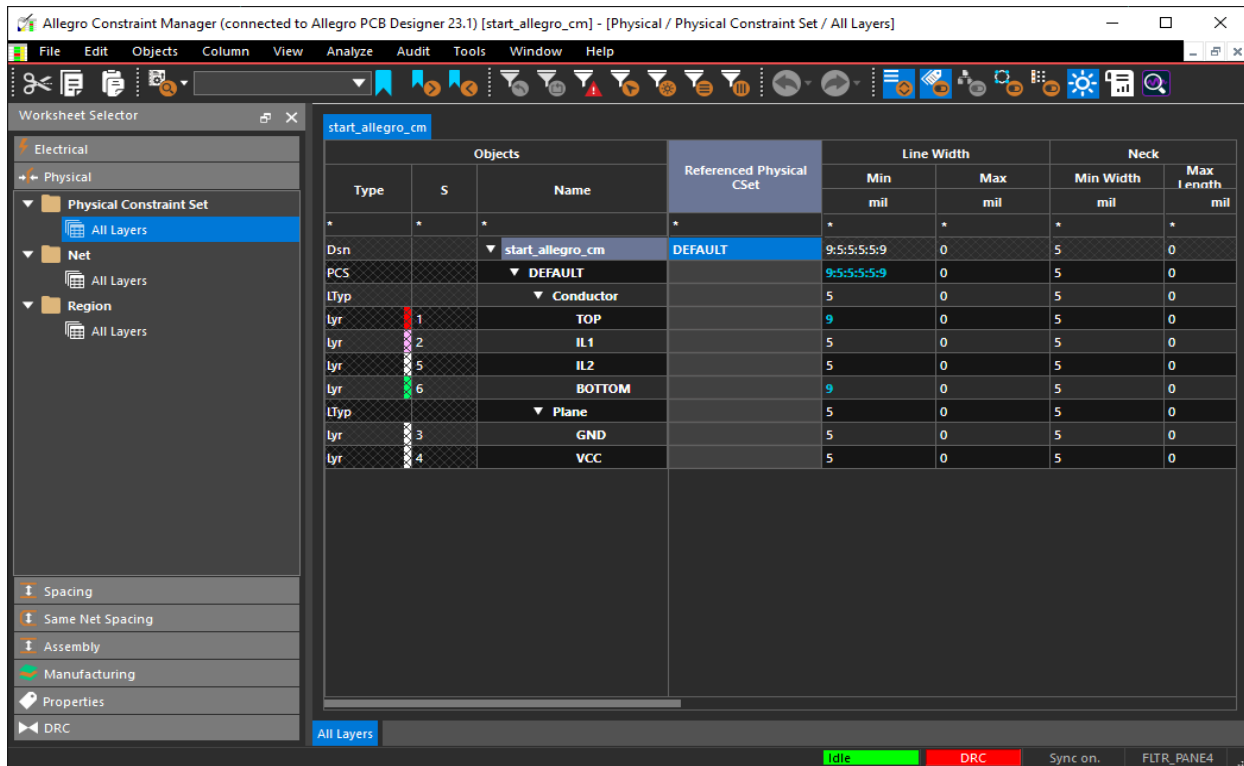 Allegro Constraint Manager (connected to Allegro PCB Designer 23.1) [start_allegro_cm] - [Physical / Physical Constraint Set / All Layers]
File Edit Objects Column View Analyze Audit Tools Window Help
Worksheet Selector
Electrical
Physical
Physical Constraint Set
All Layers
Net
All Layers
Region
All Layers
Spacing
Same Net Spacing
Assembly
Manufacturing
Properties
DRC
start_allegro_cm
Objects Referenced Physical CSet Line Width Neck
Type S Name Min Max Min Width Max Length
mil mil mil mil
* * * * * * * *
Dsn start_allegro_cm DEFAULT 9:5:5:5:5:9 0 5 0
PCS DEFAULT 9:5:5:5:5:9 0 5 0
LTyp Conductor 5 0 5 0
Lyr 1 TOP 9 0 5 0
Lyr 2 IL1 5 0 5 0
Lyr 5 IL2 5 0 5 0
Lyr 6 BOTTOM 9 0 5 0
LTyp Plane 5 0 5 0
Lyr 3 GND 5 0 5 0
Lyr 4 VCC 5 0 5 0
All Layers
Idle DRC Sync on. FLTR_PANE4